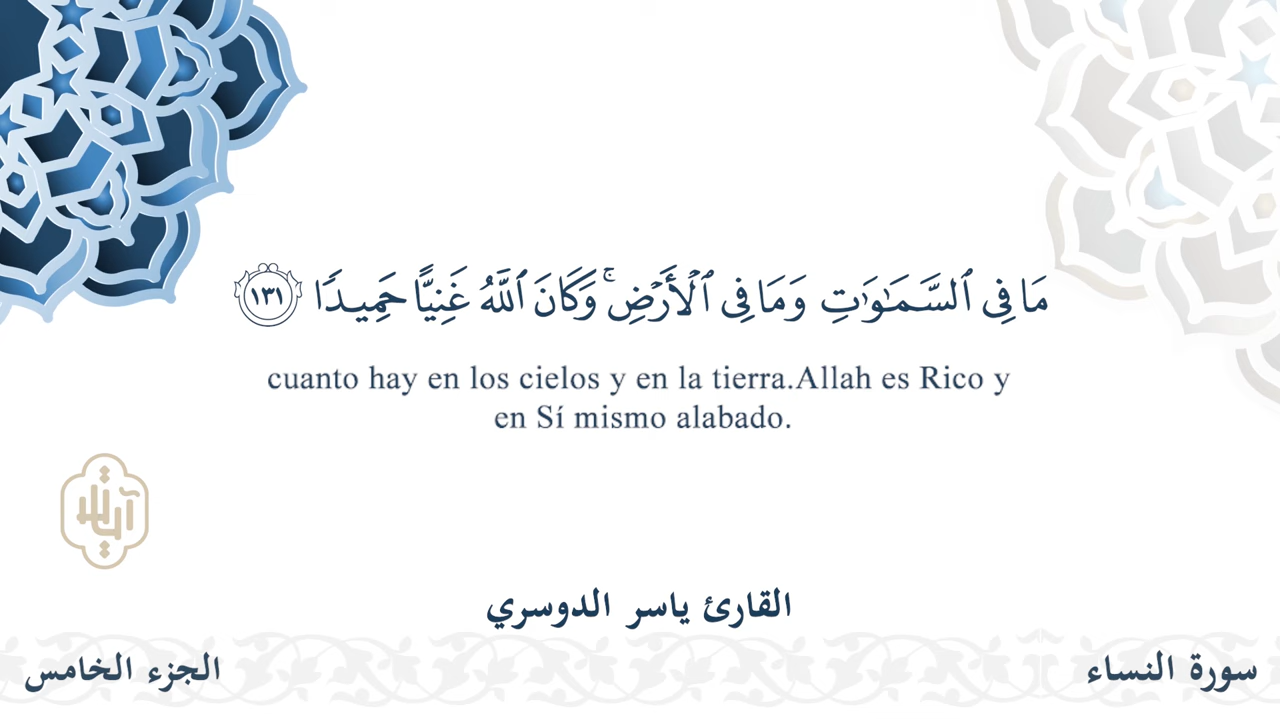 مَا فِي ٱلسَّمَـٰوَٰتِ وَمَا فِي ٱلْأَرْضِ ۚ وَكَانَ ٱللَّهُ غَنِيًّا حَمِيدًا ١٣١
cuanto hay en los cielos y en la tierra.Allah es Rico y
en Sí mismo alabado.
القارئ ياسر الدوسري
سورة النساء
الجزء الخامس